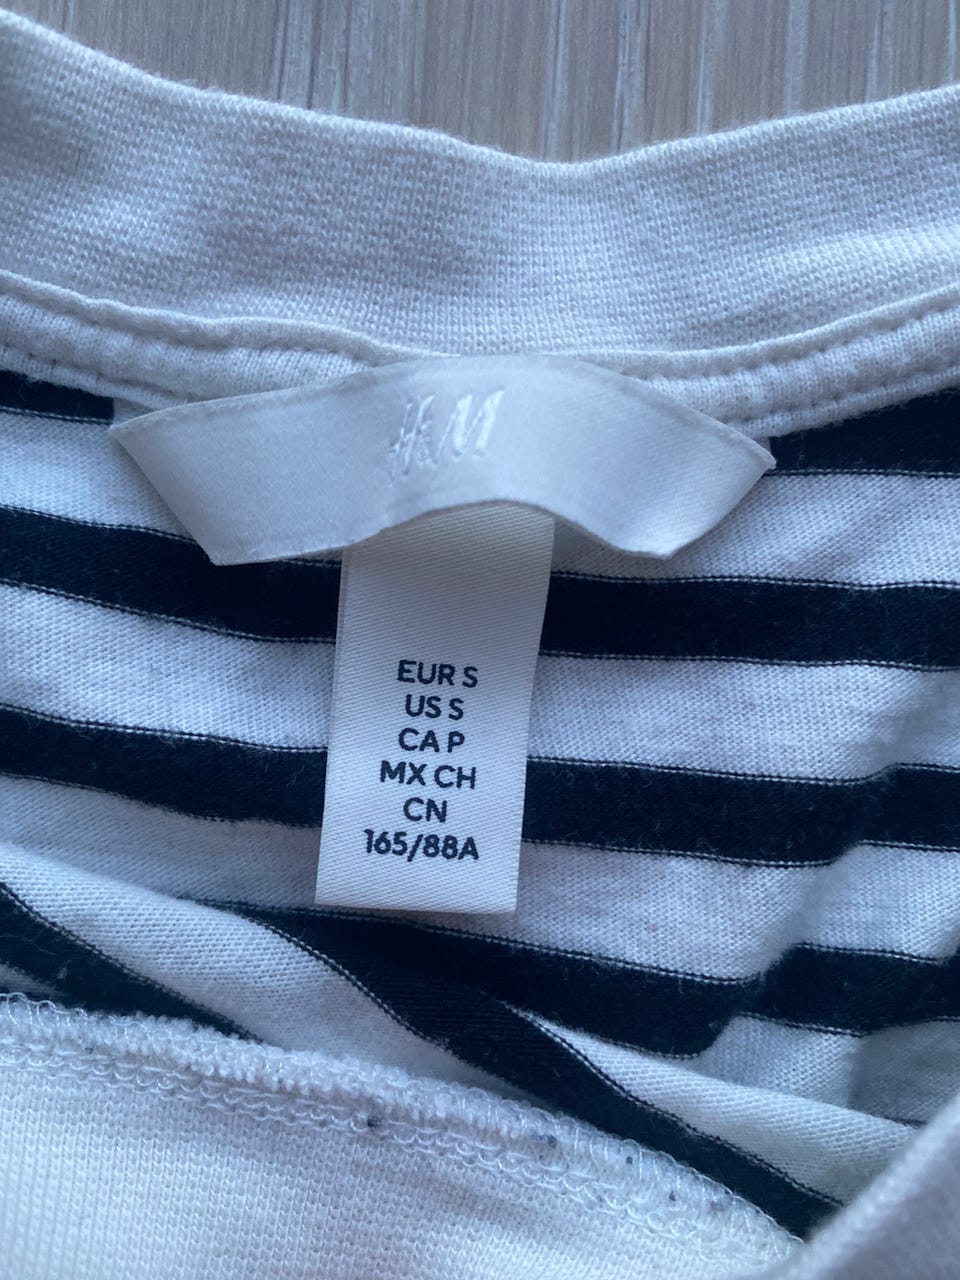 H&M
EUR S
US S
CA P
MX CH
CN
165/88A